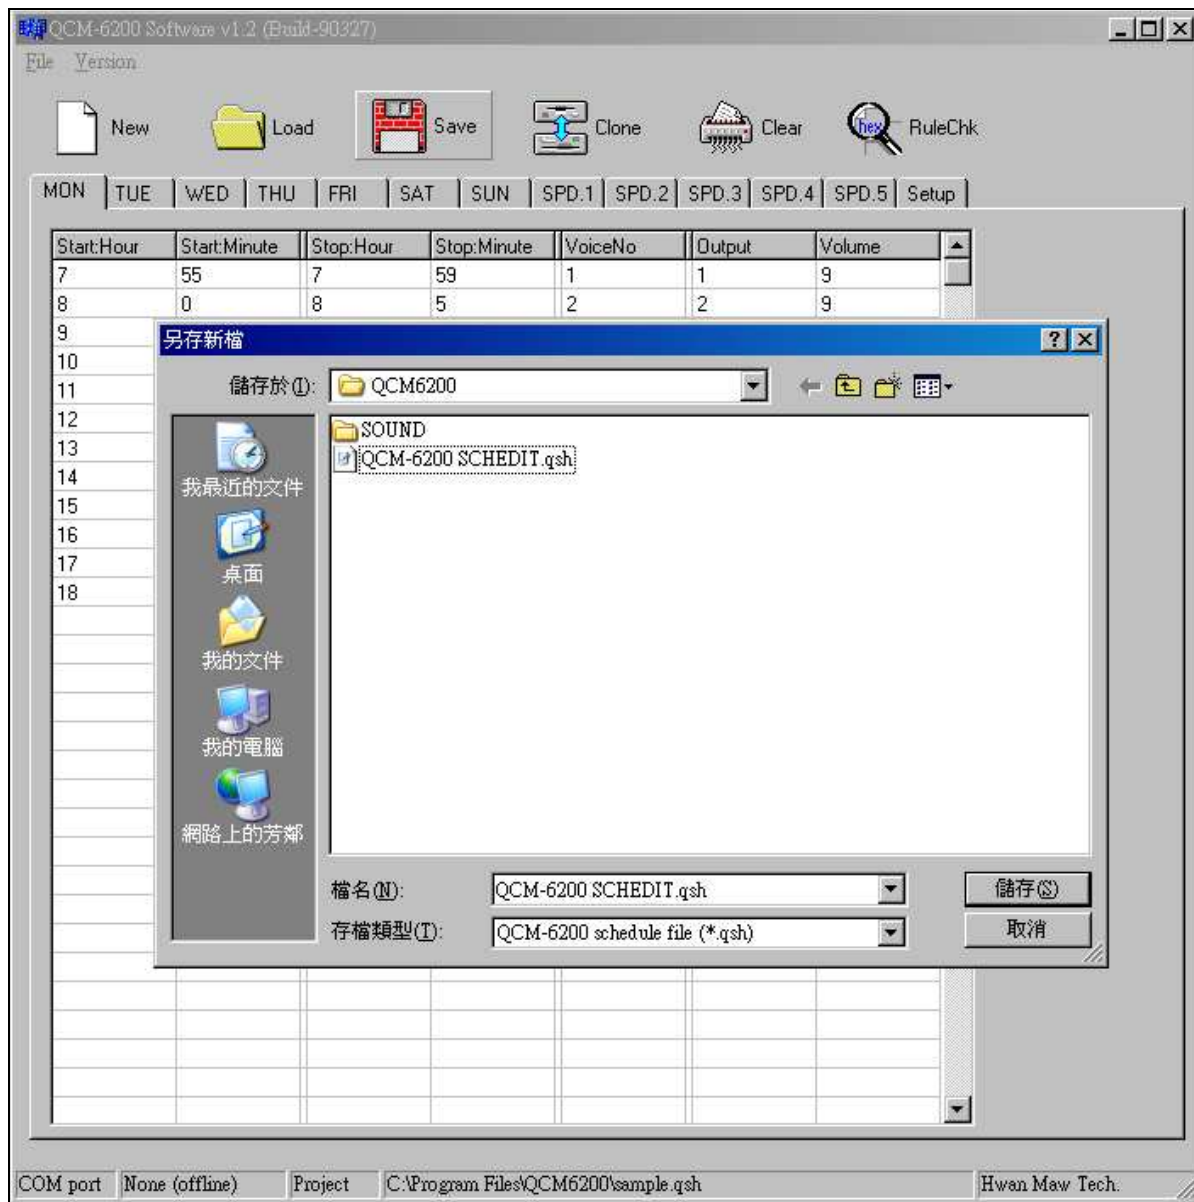 QCM-6200 Software v1.2 (Build-90327)
File Version
New Load Save Clone Clear hex RuleChk
MON TUE WED THU FRI SAT SUN SPD.1 SPD.2 SPD.3 SPD.4 SPD.5 Setup
Start:Hour Start:Minute Stop:Hour Stop:Minute VoiceNo Output Volume
7 55 7 59 1 1 9
8 0 8 5 2 2 9
9
10
11
12
13
14
15
16
17
18
另存新檔
儲存於(I): QCM6200
SOUND
QCM-6200 SCHEDIT.qsh
我最近的文件
桌面
我的文件
我的電腦
網路上的芳鄰
檔名(N): QCM-6200 SCHEDIT.qsh 儲存(S)
存檔類型(T): QCM-6200 schedule file (*.qsh) 取消
COM port None (offline) Project C:\Program Files\QCM6200\sample.qsh Hwan Maw Tech.